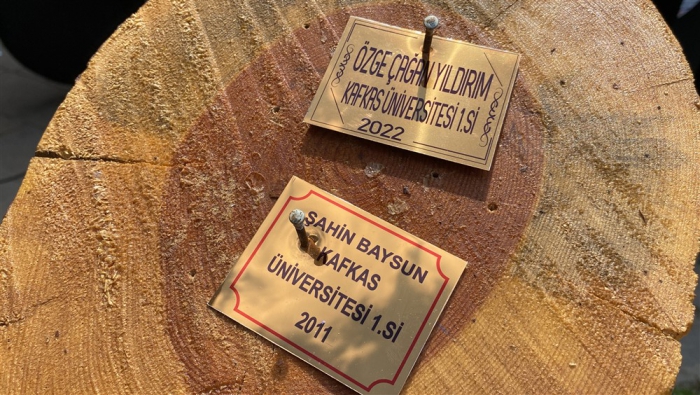 ÖZGE ÇAĞAN YILDIRIM
KAFKAS ÜNİVERSİTESİ 1.Sİ
2022
ŞAHİN BAYSUN
KAFKAS
ÜNİVERSİTESİ 1.Sİ
2011